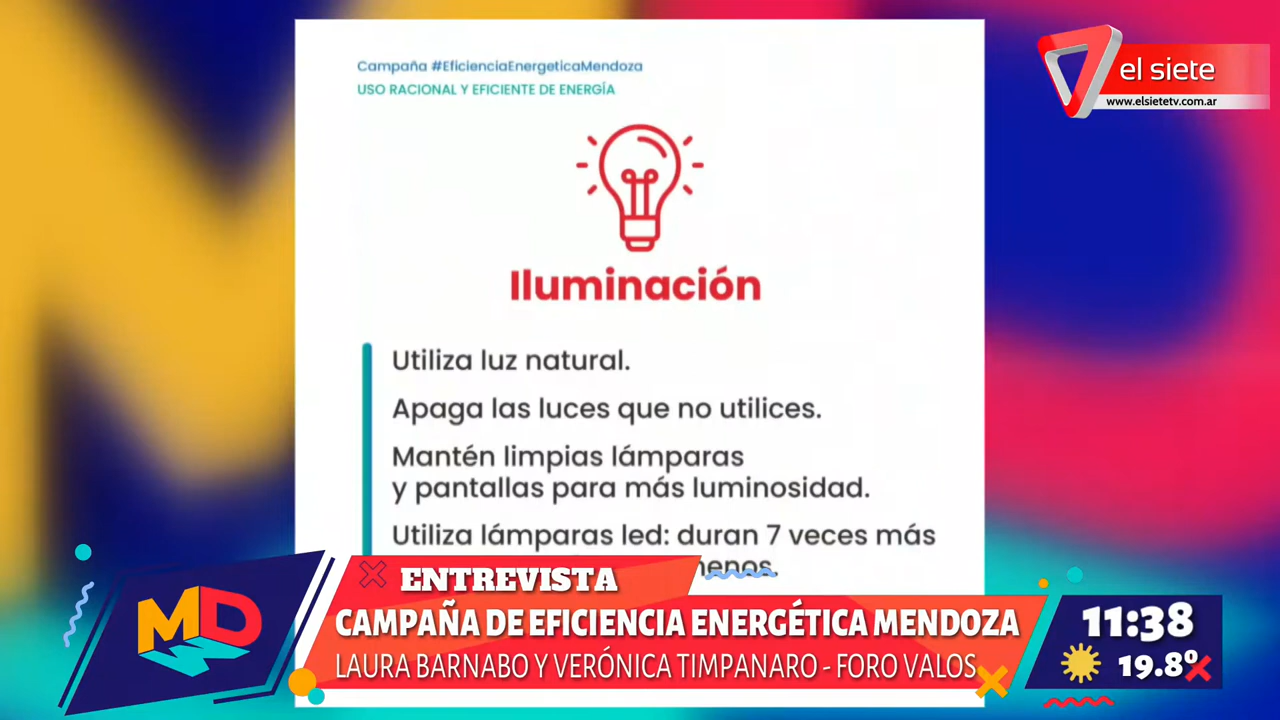 Campaña #EficienciaEnergeticaMendoza
USO RACIONAL Y EFICIENTE DE ENERGÍA
el siete
www.elsietetv.com.ar
Iluminación
Utiliza luz natural.
Apaga las luces que no utilices.
Mantén limpias lámparas
y pantallas para más luminosidad.
Utiliza lámparas led: duran 7 veces más
menos.
ENTREVISTA
CAMPAÑA DE EFICIENCIA ENERGÉTICA MENDOZA
LAURA BARNABO Y VERÓNICA TIMPANARO - FORO VALOS
MD
11:38
19.8º